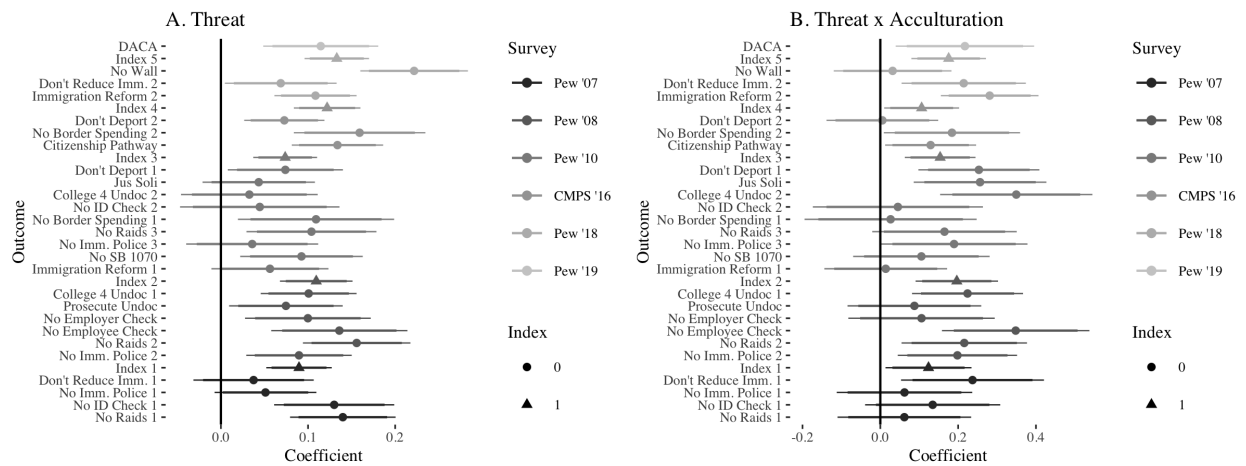 A. Threat
DACA
Index 5
No Wall
Don't Reduce Imm. 2
Immigration Reform 2
Index 4
Don't Deport 2
No Border Spending 2
Citizenship Pathway
Index 3
Don't Deport 1
Jus Soli
College 4 Undoc 2
No ID Check 2
No Border Spending 1
No Raids 3
No Imm. Police 3
No SB 1070
Immigration Reform 1
Index 2
College 4 Undoc 1
Prosecute Undoc
No Employer Check
No Employee Check
No Raids 2
No Imm. Police 2
Index 1
Don't Reduce Imm. 1
No Imm. Police 1
No ID Check 1
No Raids 1
Outcome
0.0 0.1 0.2
Coefficient
Survey
Pew '07
Pew '08
Pew '10
CMPS '16
Pew '18
Pew '19
Index
0
1
B. Threat x Acculturation
DACA
Index 5
No Wall
Don't Reduce Imm. 2
Immigration Reform 2
Index 4
Don't Deport 2
No Border Spending 2
Citizenship Pathway
Index 3
Don't Deport 1
Jus Soli
College 4 Undoc 2
No ID Check 2
No Border Spending 1
No Raids 3
No Imm. Police 3
No SB 1070
Immigration Reform 1
Index 2
College 4 Undoc 1
Prosecute Undoc
No Employer Check
No Employee Check
No Raids 2
No Imm. Police 2
Index 1
Don't Reduce Imm. 1
No Imm. Police 1
No ID Check 1
No Raids 1
Outcome
-0.2 0.0 0.2 0.4
Coefficient
Survey
Pew '07
Pew '08
Pew '10
CMPS '16
Pew '18
Pew '19
Index
0
1